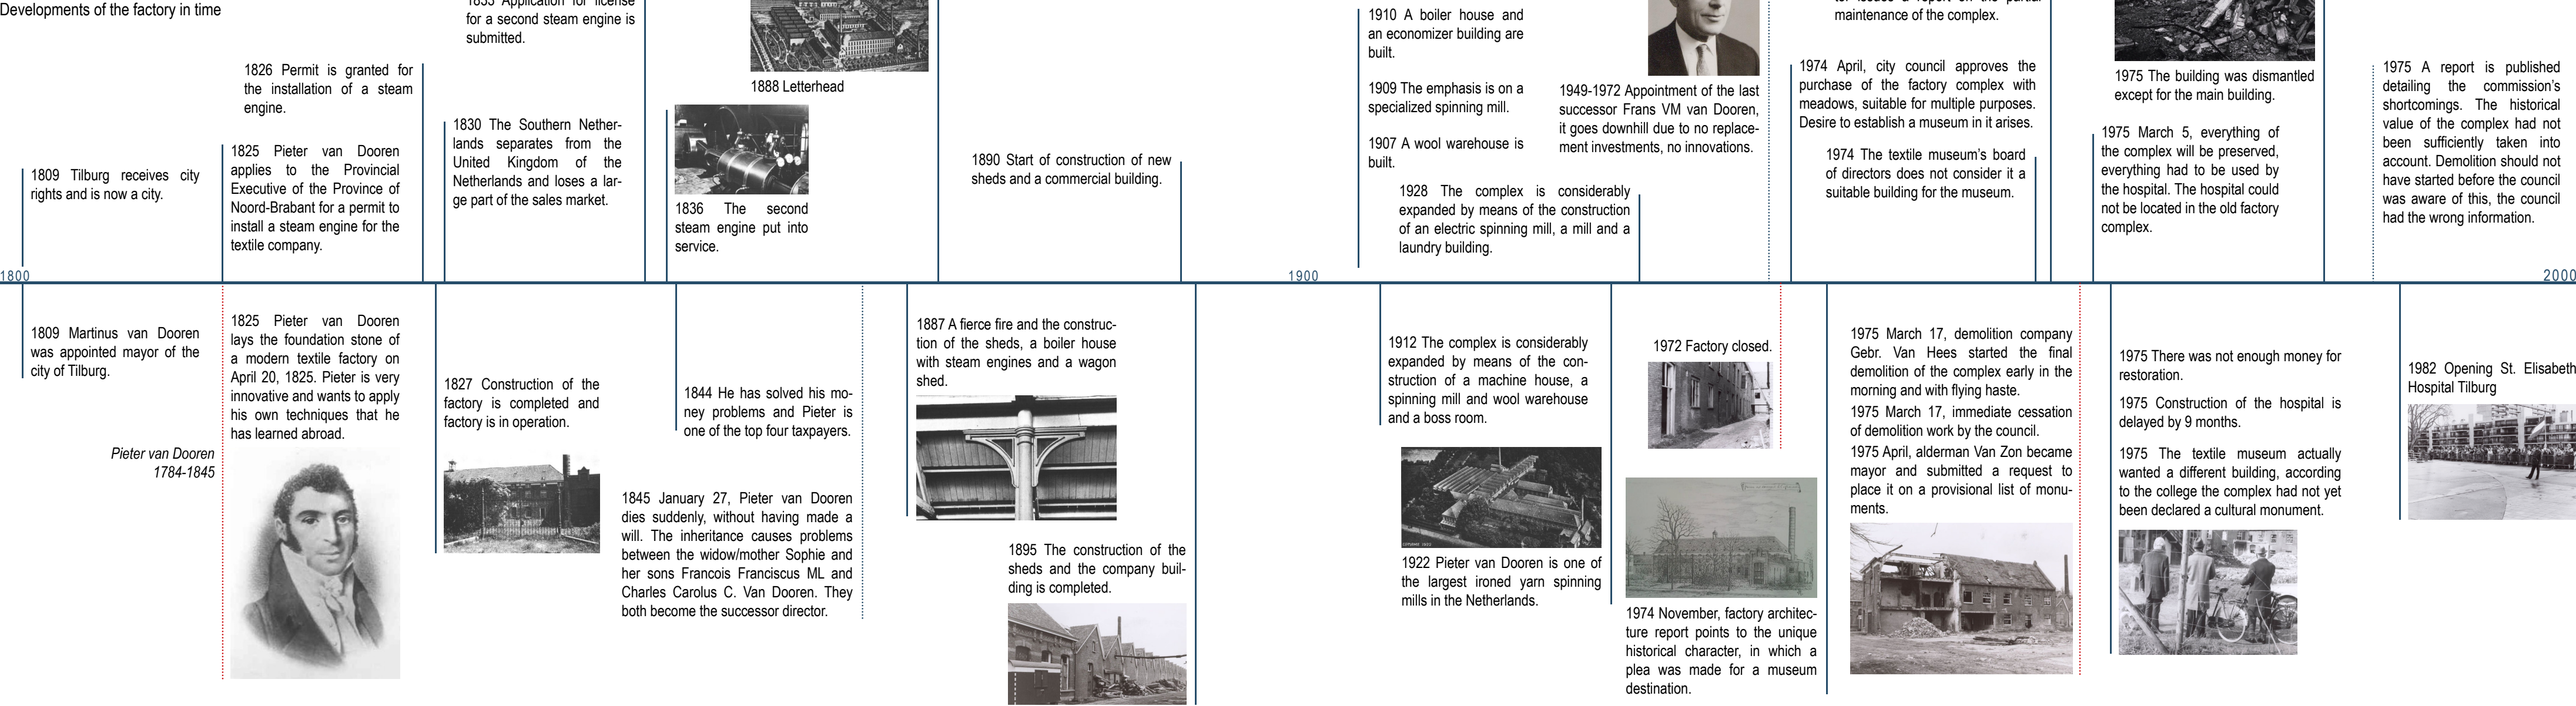 Developments of the factory in time
1809 Tilburg receives city
rights and is now a city.
1826 Permit is granted for
the installation of a steam
engine.
1825 Pieter van Dooren
applies to the Provincial
Executive of the Province of
Noord-Brabant for a permit to
install a steam engine for the
textile company.
for a second steam engine is
submitted.
1830 The Southern Nether-
lands separates from the
United Kingdom of the
Netherlands and loses a lar-
ge part of the sales market.
1888 Letterhead
1836 The second
steam engine put into
service.
1890 Start of construction of new
sheds and a commercial building.
1910 A boiler house and
an economizer building are
built.
1909 The emphasis is on a
specialized spinning mill.
1907 A wool warehouse is
built.
1928 The complex is considerably
expanded by means of the construction
of an electric spinning mill, a mill and a
laundry building.
1949-1972 Appointment of the last
successor Frans VM van Dooren,
it goes downhill due to no replace-
ment investments, no innovations.
maintenance of the complex.
1974 April, city council approves the
purchase of the factory complex with
meadows, suitable for multiple purposes.
Desire to establish a museum in it arises.
1974 The textile museum's board
of directors does not consider it a
suitable building for the museum.
1975 The building was dismantled
except for the main building.
1975 March 5, everything of
the complex will be preserved,
everything had to be used by
the hospital. The hospital could
not be located in the old factory
complex.
1975 A report is published
detailing the commission's
shortcomings. The historical
value of the complex had not
been sufficiently taken into
account. Demolition should not
have started before the council
was aware of this, the council
had the wrong information.
1800
1900
2000
1809 Martinus van Dooren
was appointed mayor of the
city of Tilburg.
Pieter van Dooren
1784-1845
1825 Pieter van Dooren
lays the foundation stone of
a modern textile factory on
April 20, 1825. Pieter is very
innovative and wants to apply
his own techniques that he
has learned abroad.
1827 Construction of the
factory is completed and
factory is in operation.
1844 He has solved his mo-
ney problems and Pieter is
one of the top four taxpayers.
1845 January 27, Pieter van Dooren
dies suddenly, without having made a
will. The inheritance causes problems
between the widow/mother Sophie and
her sons Francois Franciscus ML and
Charles Carolus C. Van Dooren. They
both become the successor director.
1887 A fierce fire and the construc-
tion of the sheds, a boiler house
with steam engines and a wagon
shed.
1895 The construction of the
sheds and the company buil-
ding is completed.
1912 The complex is considerably
expanded by means of the con-
struction of a machine house, a
spinning mill and wool warehouse
and a boss room.
1922 Pieter van Dooren is one of
the largest ironed yarn spinning
mills in the Netherlands.
1972 Factory closed.
1974 November, factory architec-
ture report points to the unique
historical character, in which a
plea was made for a museum
destination.
1975 March 17, demolition company
Gebr. Van Hees started the final
demolition of the complex early in the
morning and with flying haste.
1975 March 17, immediate cessation
of demolition work by the council.
1975 April, alderman Van Zon became
mayor and submitted a request to
place it on a provisional list of monu-
ments.
1975 There was not enough money for
restoration.
1975 Construction of the hospital is
delayed by 9 months.
1975 The textile museum actually
wanted a different building, according
to the college the complex had not yet
been declared a cultural monument.
1982 Opening St. Elisabeth
Hospital Tilburg